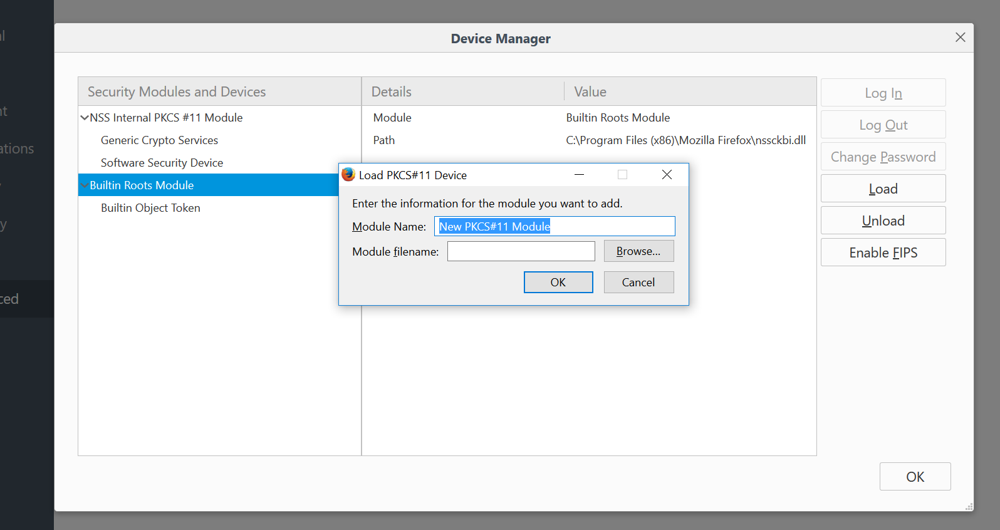 Device Manager
Security Modules and Devices
Details
Value
NSS Internal PKCS #11 Module
Generic Crypto Services
Software Security Device
Builtin Roots Module
Builtin Object Token
Module
Builtin Roots Module
Path
C:\Program Files (x86)\Mozilla Firefox\nssckbi.dll
Log In
Log Out
Change Password
Load
Unload
Enable FIPS
Load PKCS#11 Device
Enter the information for the module you want to add.
Module Name:
New PKCS#11 Module
Module filename:
Browse...
OK
Cancel
OK